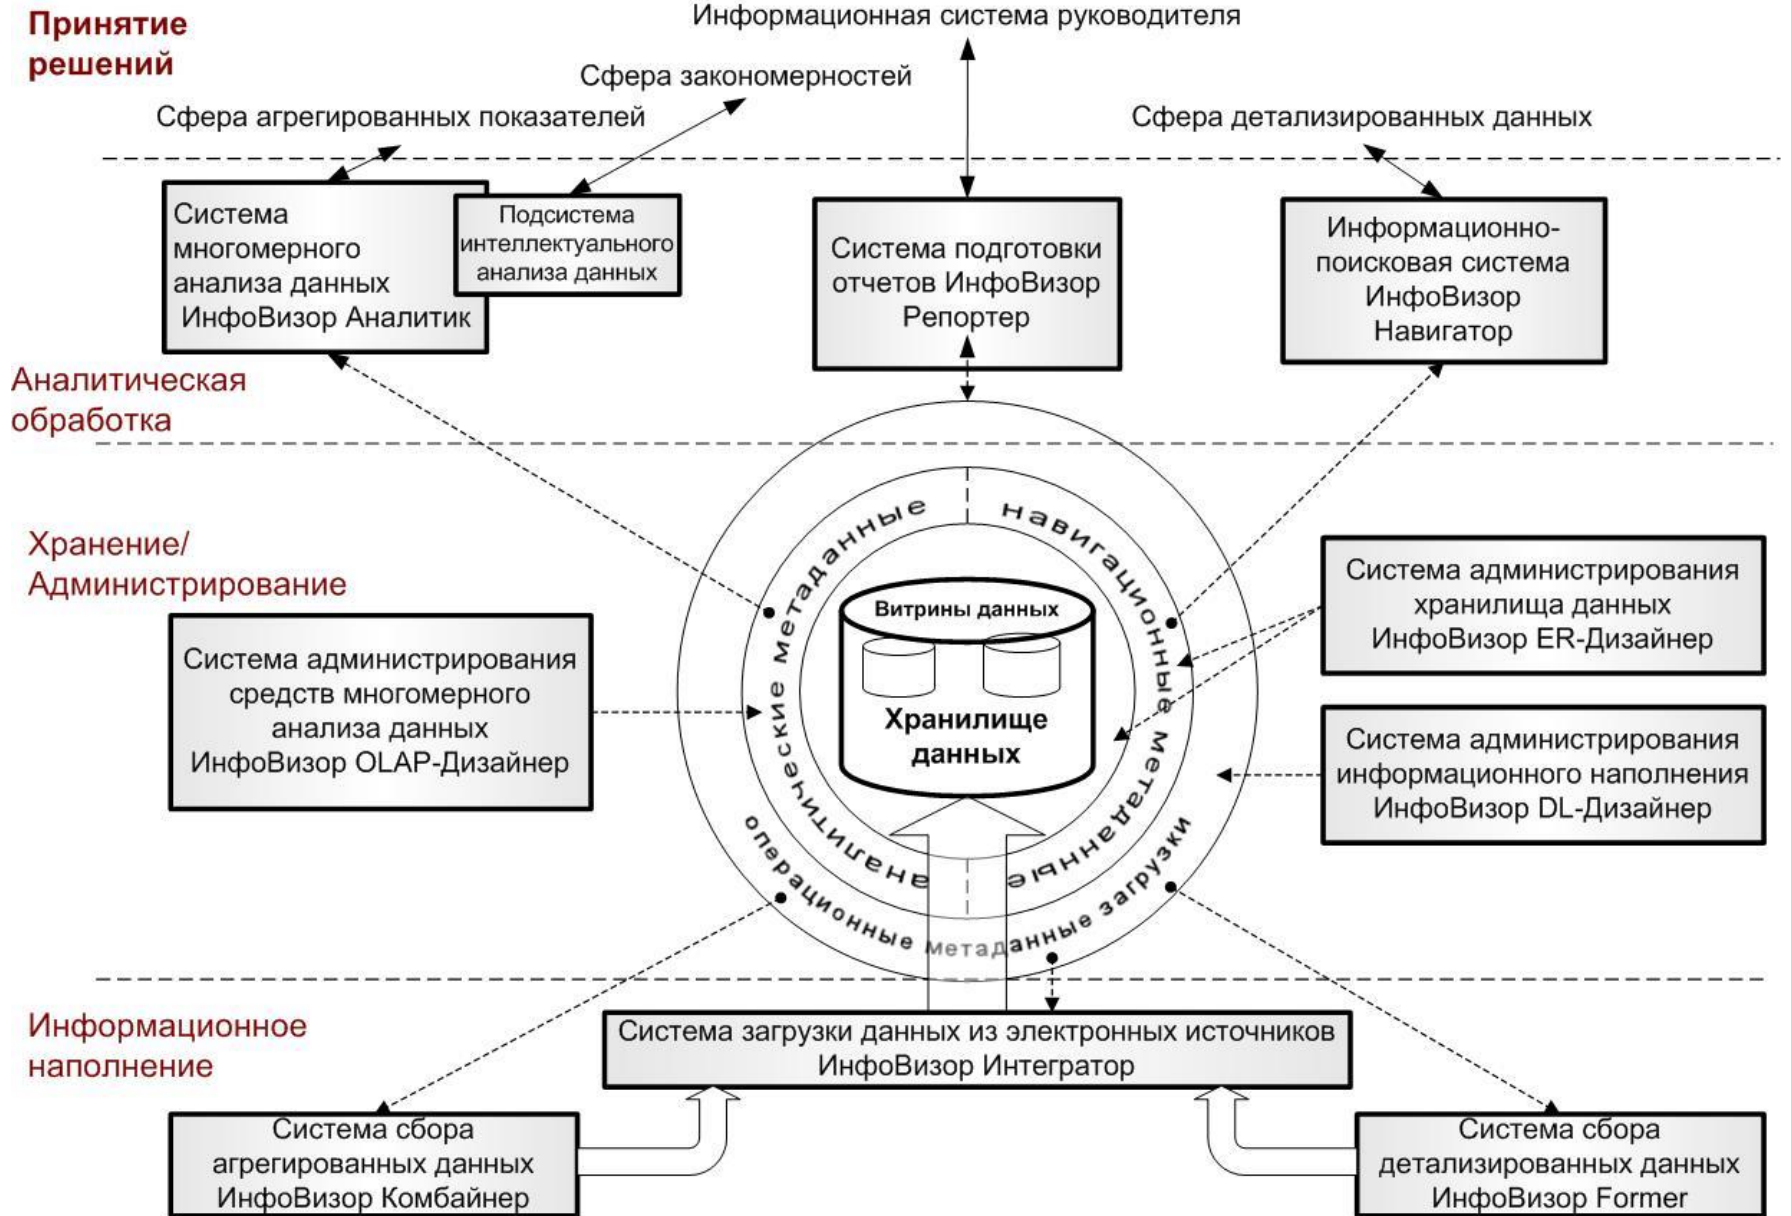 Принятие
решений
Информационная система руководителя
Сфера закономерностей
Сфера агрегированных показателей
Сфера детализированных данных
Система
многомерного
анализа данных
ИнфоВизор Аналитик
Подсистема
интеллектуального
анализа данных
Система подготовки
отчетов ИнфоВизор
Репортер
Информационно-
поисковая система
ИнфоВизор
Навигатор
Аналитическая
обработка
Хранение/
Администрирование
аналитические метаданные
навигационные метаданные
операционные метаданные загрузки
Витрины данных
Хранилище
данных
Система администрирования
средств многомерного
анализа данных
ИнфоВизор OLAP-Дизайнер
Система администрирования
хранилища данных
ИнфоВизор ER-Дизайнер
Система администрирования
информационного наполнения
ИнфоВизор DL-Дизайнер
Информационное
наполнение
Система загрузки данных из электронных источников
ИнфоВизор Интегратор
Система сбора
агрегированных данных
ИнфоВизор Комбайнер
Система сбора
детализированных данных
ИнфоВизор Former